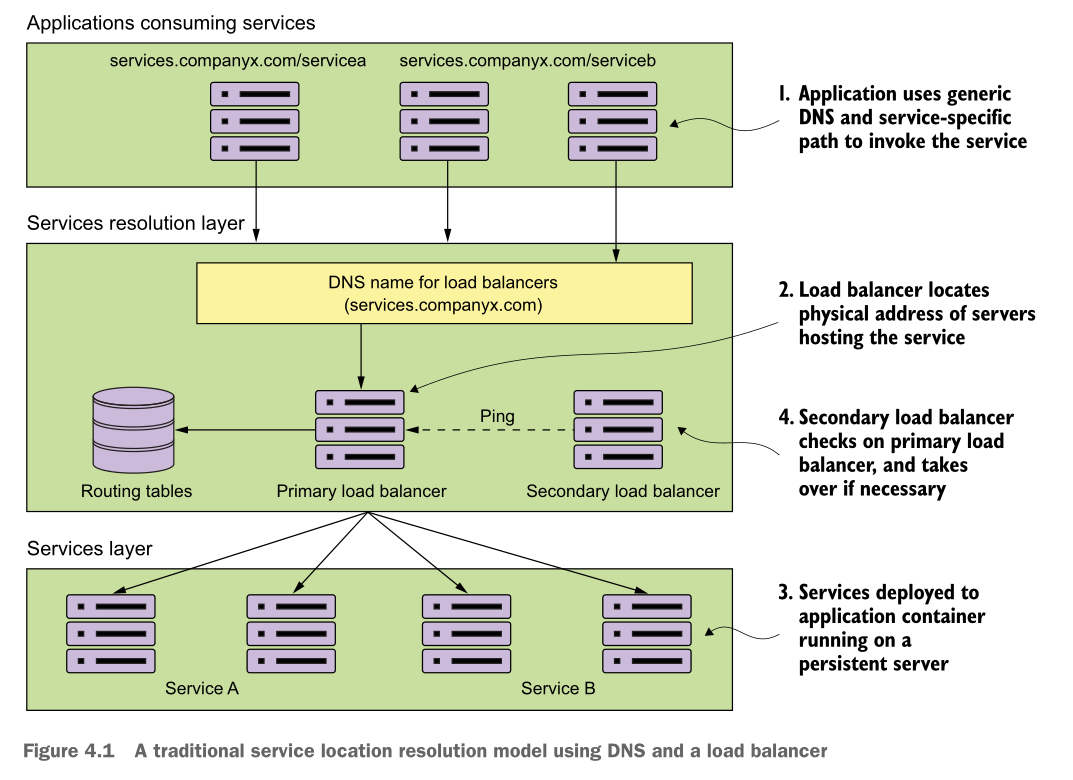 Applications consuming services
services.companyx.com/servicea
services.companyx.com/serviceb
1. Application uses generic
DNS and service-specific
path to invoke the service
Services resolution layer
DNS name for load balancers
(services.companyx.com)
2. Load balancer locates
physical address of servers
hosting the service
Ping
4. Secondary load balancer
checks on primary load
balancer, and takes
over if necessary
Routing tables
Primary load balancer
Secondary load balancer
Services layer
3. Services deployed to
application container
running on a
persistent server
Service A
Service B
Figure 4.1 A traditional service location resolution model using DNS and a load balancer